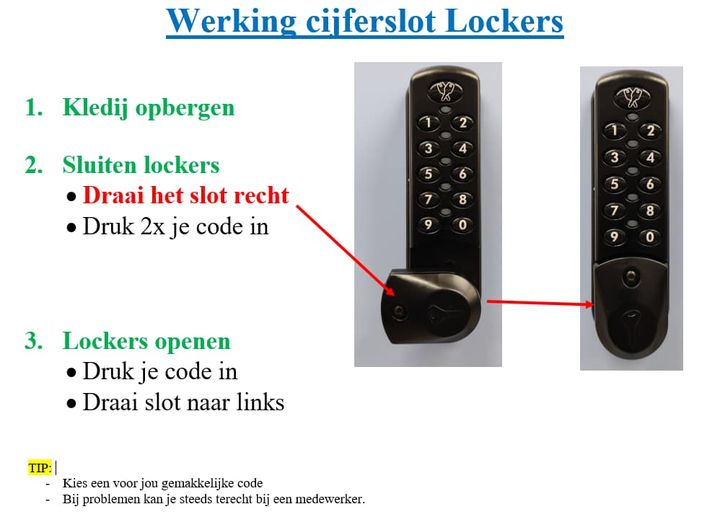 Werking cijferslot Lockers
1. Kledij opbergen
2. Sluiten lockers
• Draai het slot recht
• Druk 2x je code in
3. Lockers openen
• Druk je code in
• Draai slot naar links
TIP:
- Kies een voor jou gemakkelijke code
- Bij problemen kan je steeds terecht bij een medewerker.
1 2
3 4
5 6
7 8
9 0
1 2
3 4
5 6
7 8
9 0